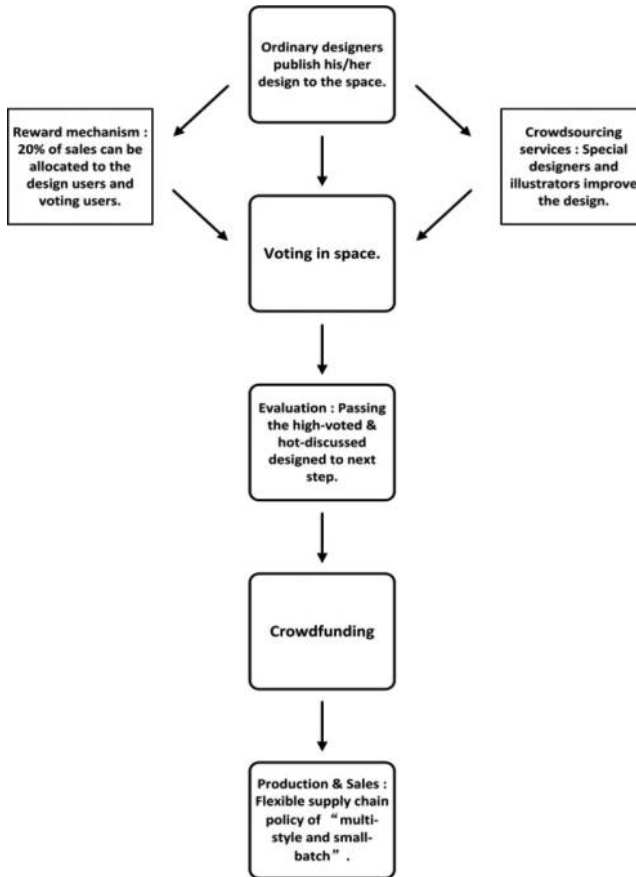 Ordinary designers
publish his/her
design to the space.
Reward mechanism :
20% of sales can be
allocated to the
design users and
voting users.
Crowdsourcing
services : Special
designers and
illustrators improve
the design.
Voting in space.
Evaluation : Passing
the high-voted &
hot-discussed
designed to next
step.
Crowdfunding
Production & Sales :
Flexible supply chain
policy of “multi-
style and small-
batch”.